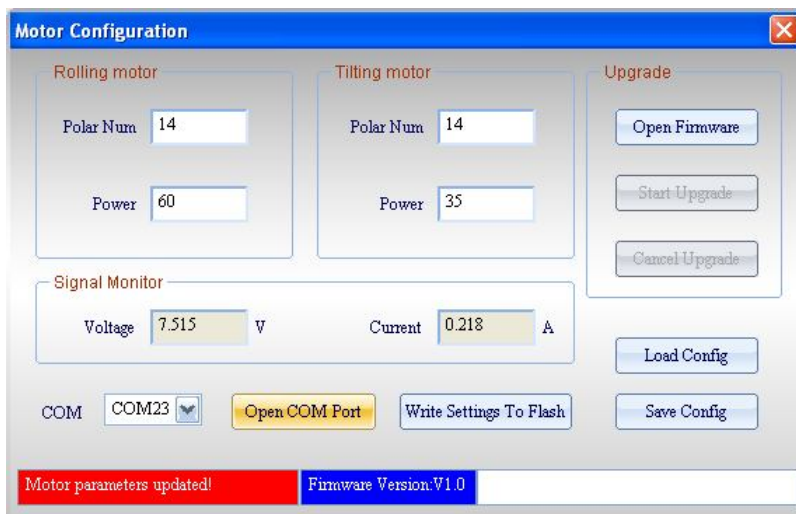 Motor Configuration
Rolling motor
Polar Num 14
Power 60
Tilting motor
Polar Num 14
Power 35
Upgrade
Open Firmware
Start Upgrade
Cancel Upgrade
Signal Monitor
Voltage 7.515 V Current 0.218 A
Load Config
COM COM23 Open COM Port Write Settings To Flash Save Config
Motor parameters updated! Firmware Version:V1.0